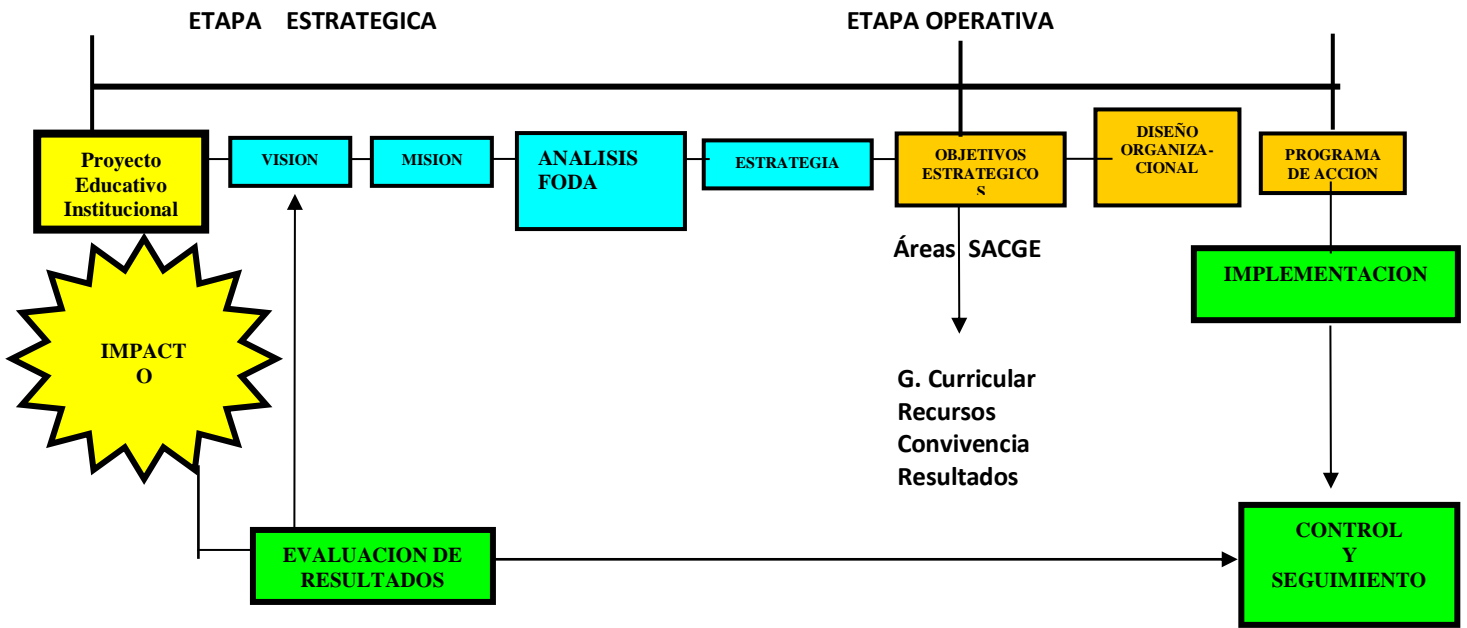 ETAPA ESTRATEGICA
ETAPA OPERATIVA
Proyecto
Educativo
Institucional
VISION
MISION
ANALISIS
FODA
ESTRATEGIA
OBJETIVOS
ESTRATEGICO
S
DISEÑO
ORGANIZA-
CIONAL
PROGRAMA
DE ACCION
Áreas SACGE
IMPLEMENTACION
IMPACT
O
G. Curricular
Recursos
Convivencia
Resultados
EVALUACION DE
RESULTADOS
CONTROL
Y
SEGUIMIENTO